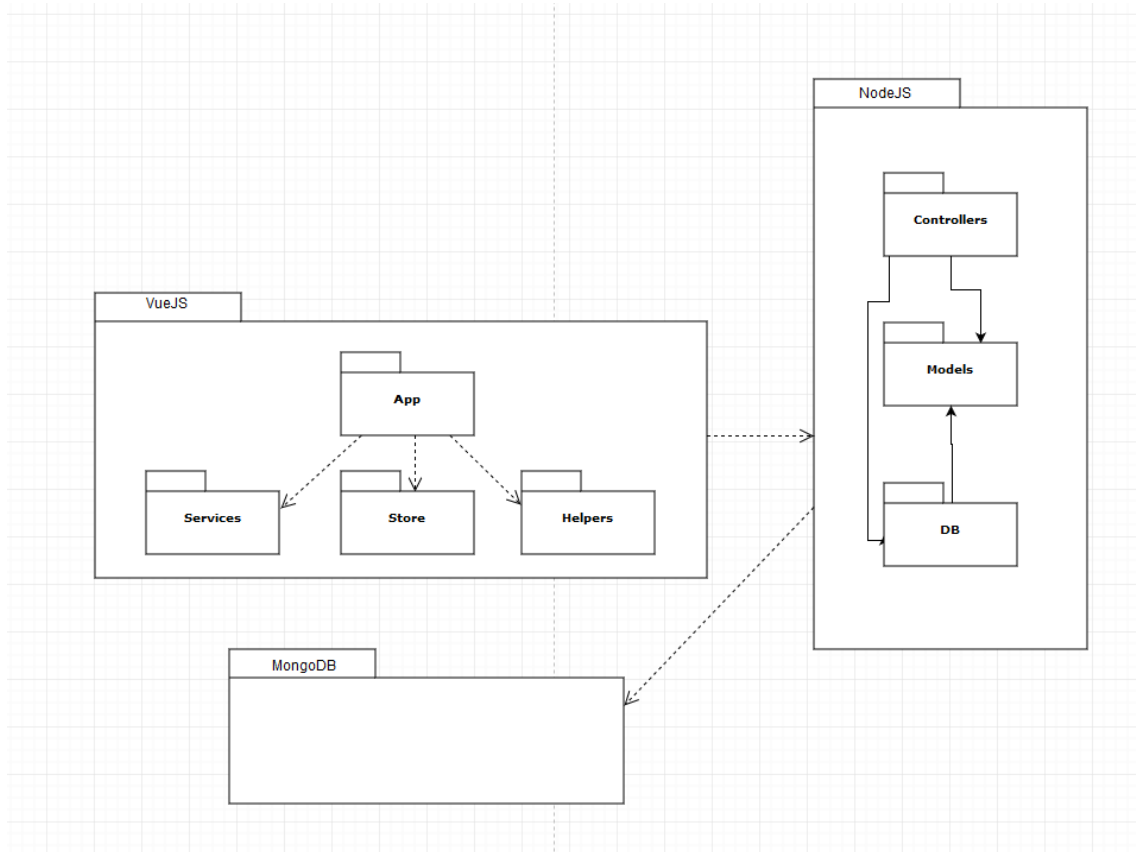 NodeJS
Controllers
Models
DB
VueJS
App
Services
Store
Helpers
MongoDB